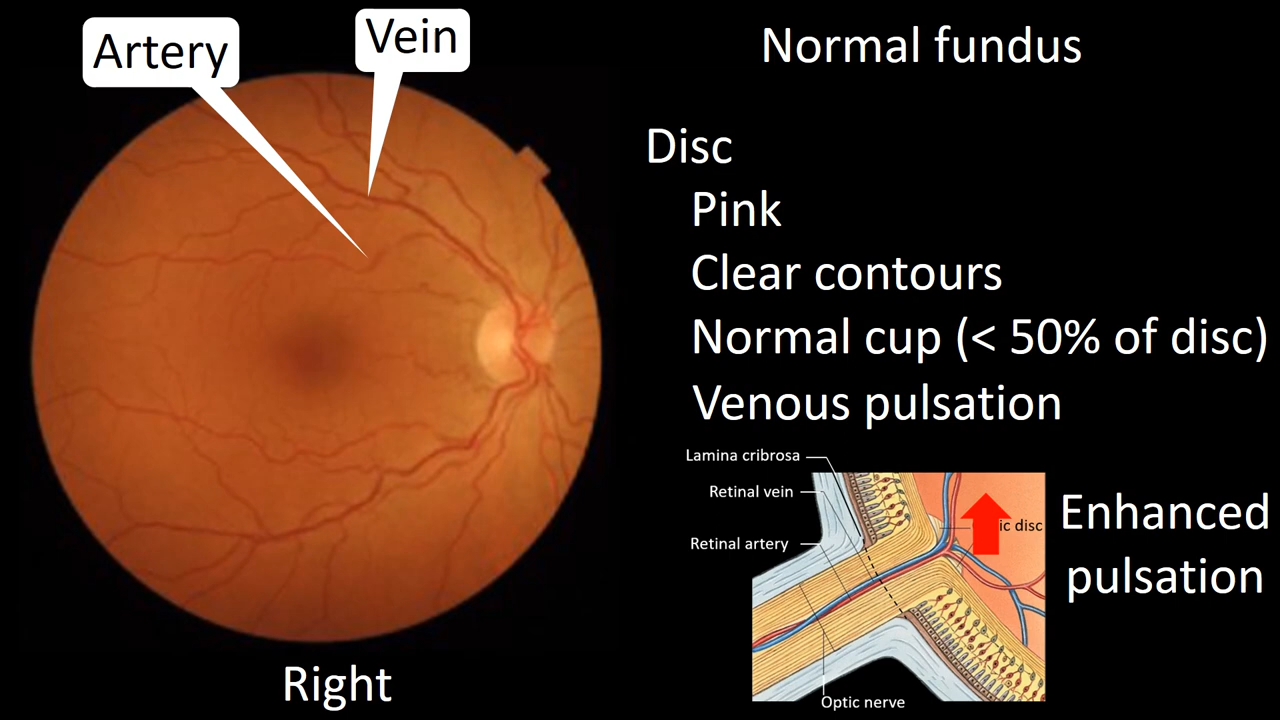 Artery
Vein
Normal fundus
Disc
Pink
Clear contours
Normal cup (< 50% of disc)
Venous pulsation
Lamina cribrosa
Retinal vein
Retinal artery
ic disc
Optic nerve
Enhanced
pulsation
Right